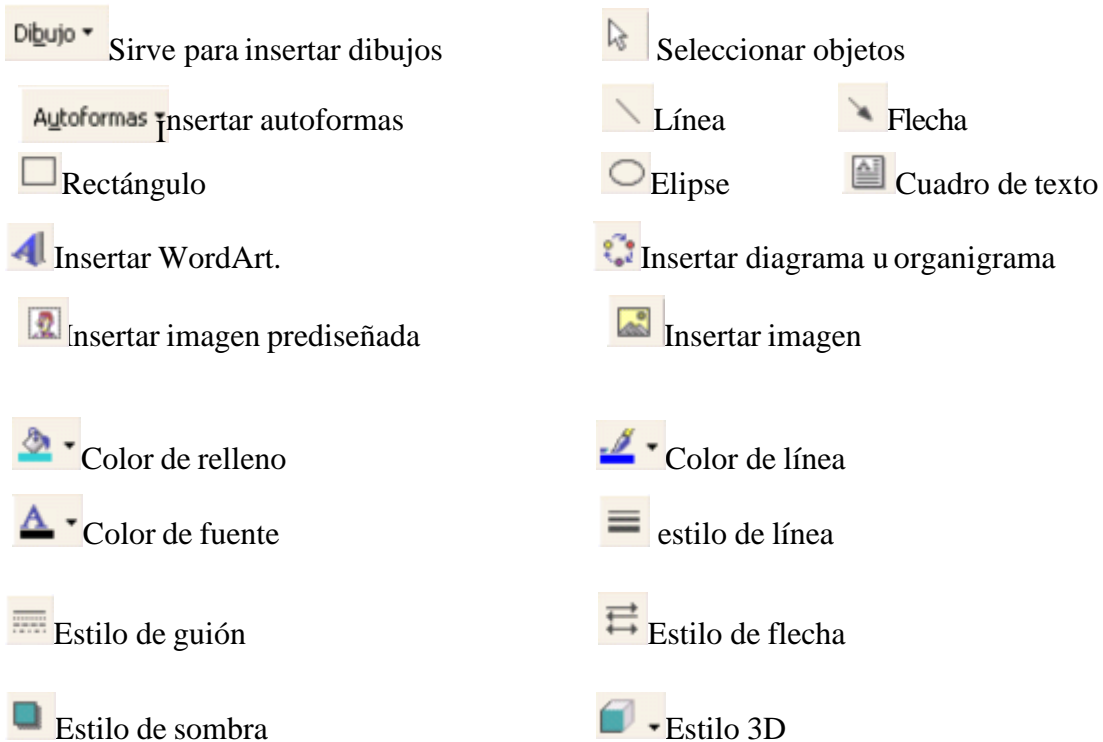 Dibujo Sirve para insertar dibujos Seleccionar objetos
Autoformas Insertar autoformas Línea Flecha
Rectángulo Elipse Cuadro de texto
Insertar WordArt. Insertar diagrama u organigrama
Insertar imagen prediseñada Insertar imagen
Color de relleno Color de línea
Color de fuente estilo de línea
Estilo de guión Estilo de flecha
Estilo de sombra Estilo 3D